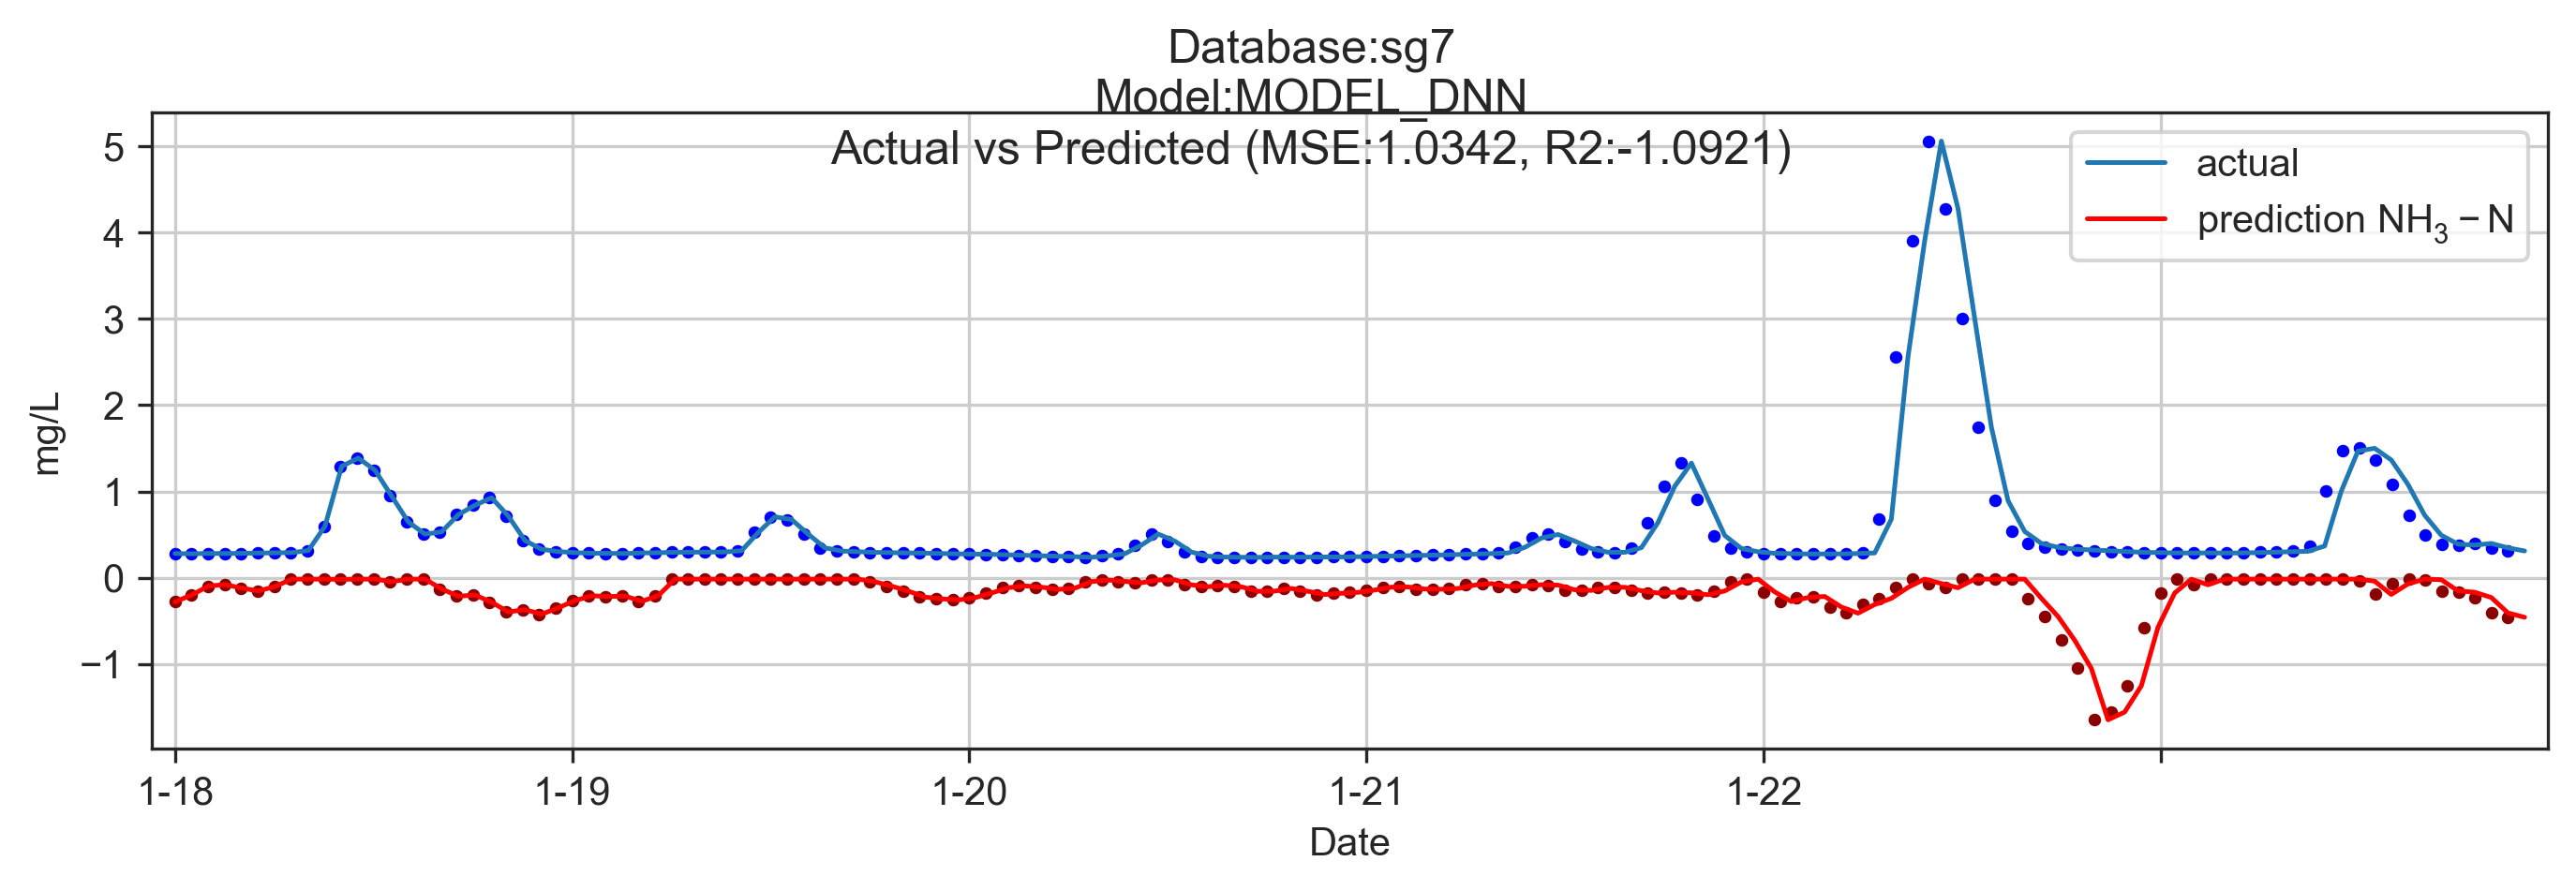 Database:sg7
Model:MODEL_DNN
Actual vs Predicted (MSE:1.0342, R2:-1.0921)
actual
prediction NH₃ − N
5
4
3
2
1
0
−1
mg/L
1-18 1-19 1-20 1-21 1-22
Date